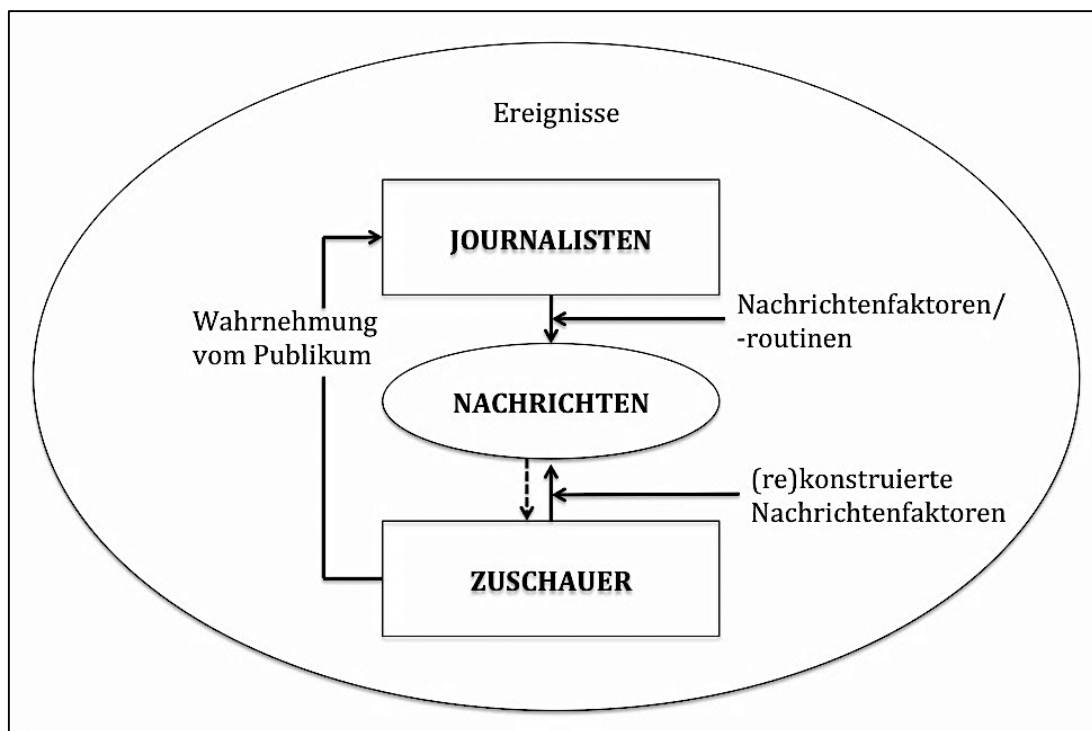 Ereignisse
JOURNALISTEN
Wahrnehmung
vom Publikum
Nachrichtenfaktoren/
-routinen
NACHRICHTEN
(re)konstruierte
Nachrichtenfaktoren
ZUSCHAUER